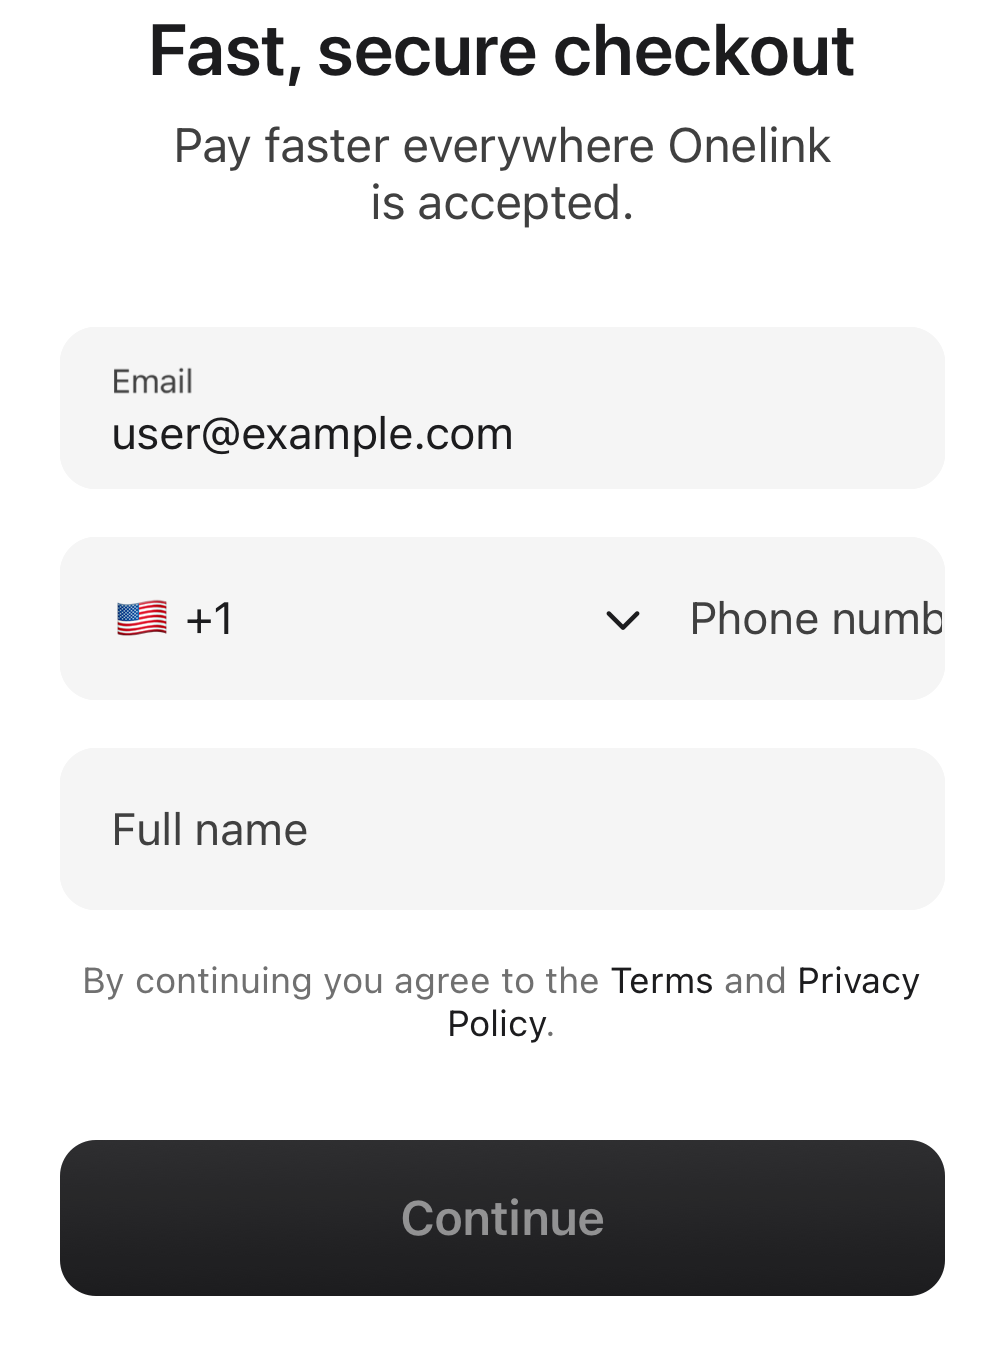 Fast, secure checkout
Pay faster everywhere Onelink
is accepted.
Email
user@example.com
+1
Phone numb
Full name
By continuing you agree to the Terms and Privacy
Policy.
Continue